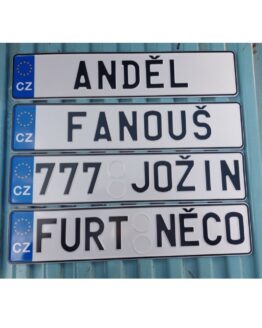 CZ ANDĚL
CZ FANOUŠ
CZ 777 JOŽIN
CZ FURT NĚCO